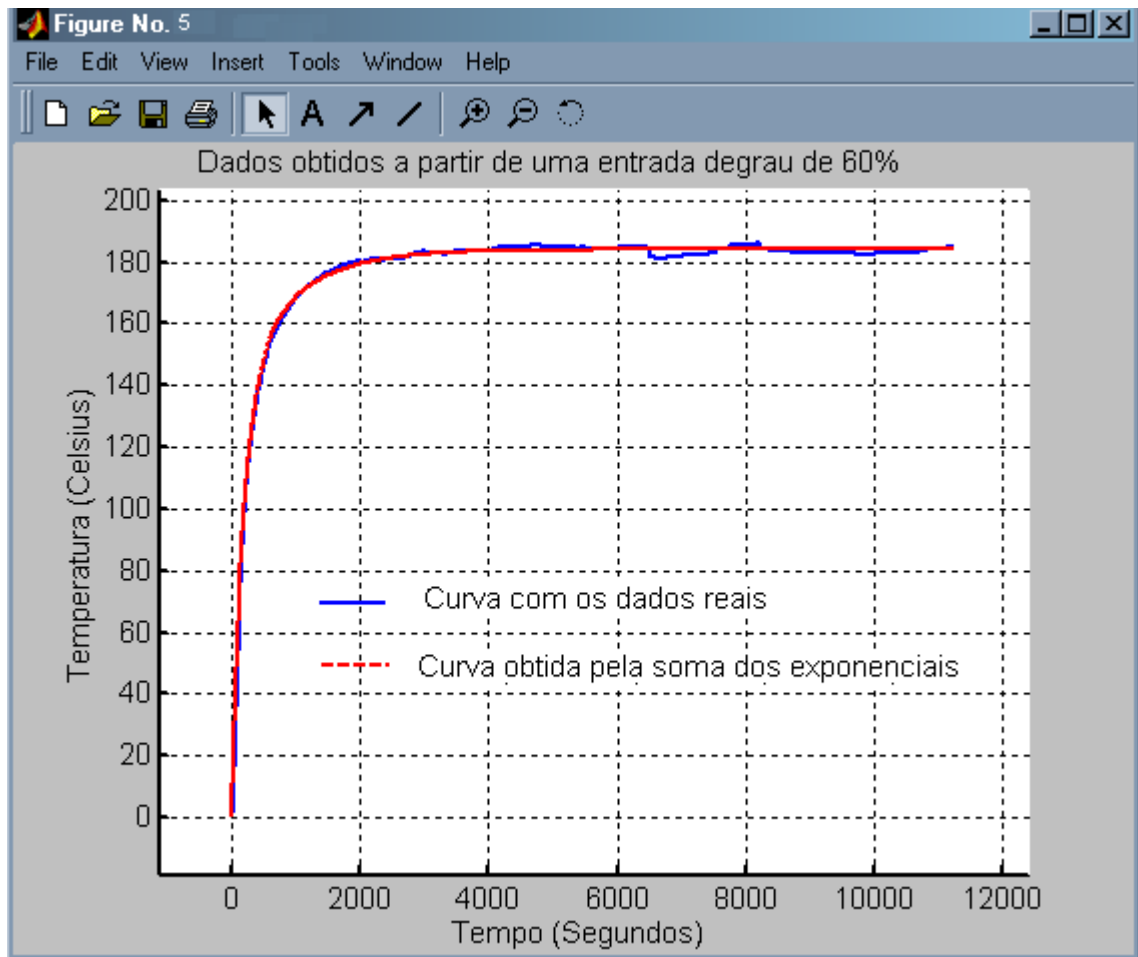 Figure No. 5
File Edit View Insert Tools Window Help
A
Dados obtidos a partir de uma entrada degrau de 60%
200
180
160
140
120
100
80
60
40
20
0
Temperatura (Celsius)
Curva com os dados reais
Curva obtida pela soma dos exponenciais
0 2000 4000 6000 8000 10000 12000
Tempo (Segundos)